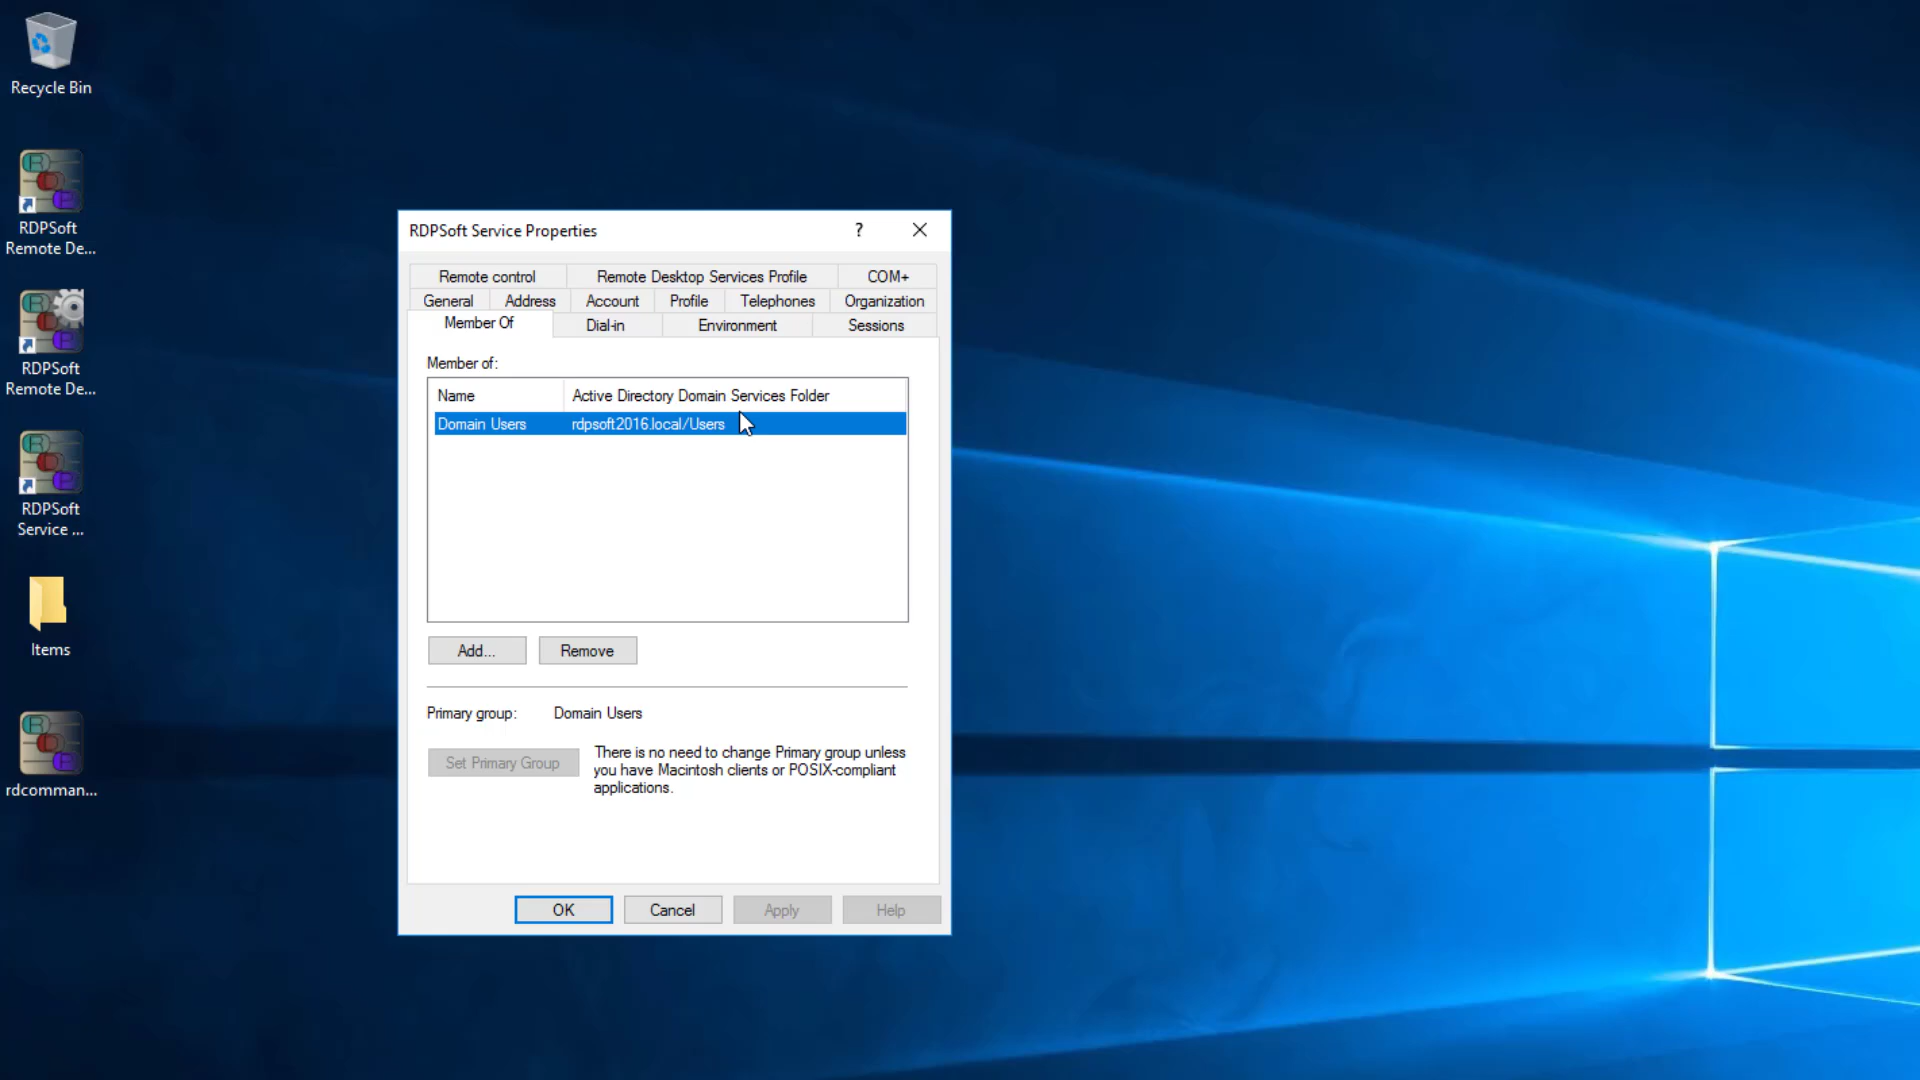 Recycle Bin
RDPSoft
Remote De...
RDPSoft
Remote De...
RDPSoft
Service ...
Items
rdcomman...
RDPSoft Service Properties
?
Remote control
Remote Desktop Services Profile
COM+
General
Address
Account
Profile
Telephones
Organization
Member Of
Dial-in
Environment
Sessions
Member of:
Name
Active Directory Domain Services Folder
Domain Users
rdpsoft2016.local/Users
Add...
Remove
Primary group:
Domain Users
Set Primary Group
There is no need to change Primary group unless
you have Macintosh clients or POSIX-compliant
applications.
OK
Cancel
Apply
Help